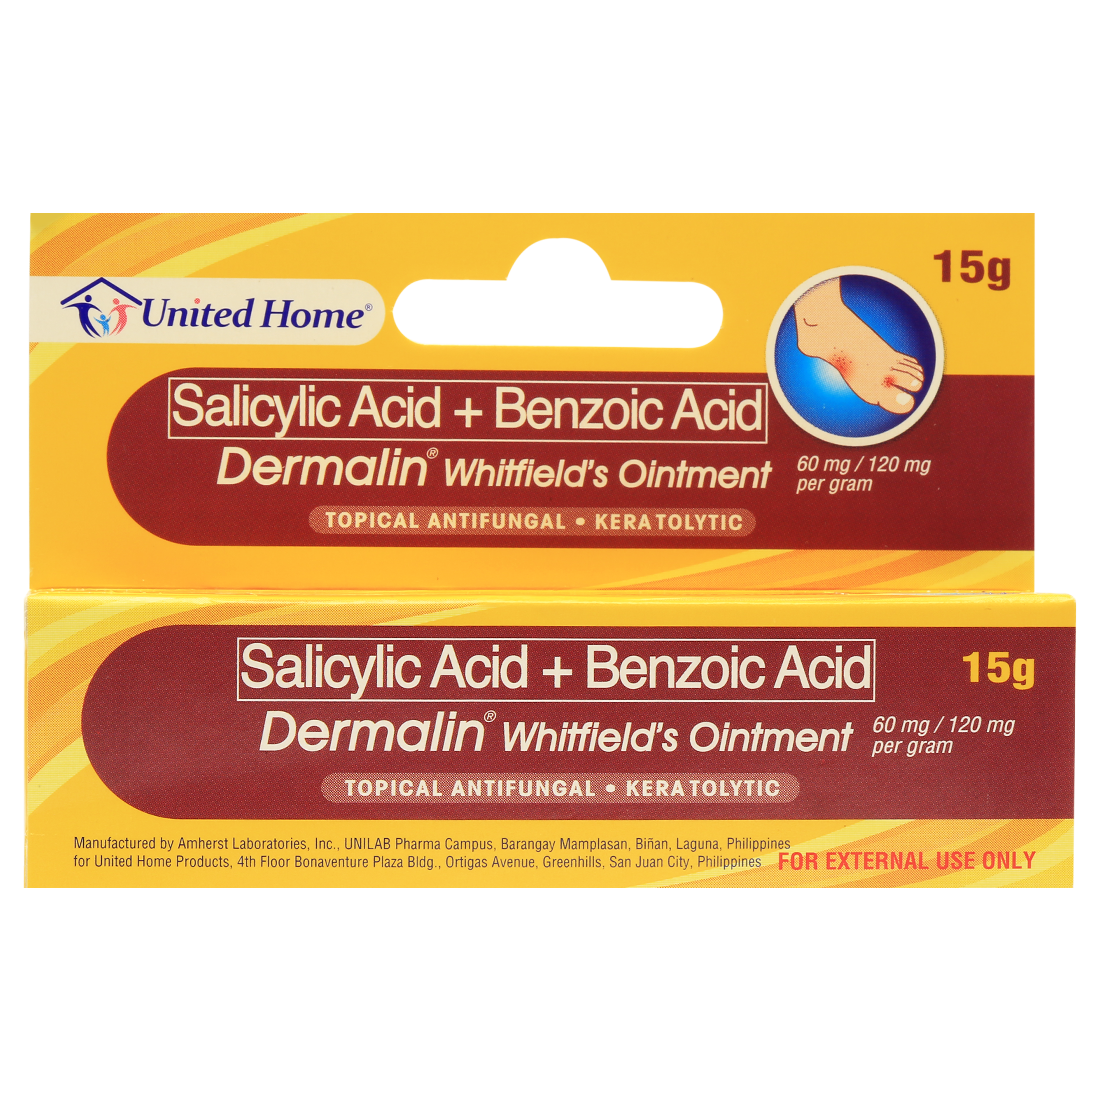 United Home®
15g
Salicylic Acid + Benzoic Acid
Dermalin® Whitfield's Ointment
60 mg / 120 mg
per gram
TOPICAL ANTIFUNGAL • KERATOLYTIC
Salicylic Acid + Benzoic Acid
15g
Dermalin® Whitfield's Ointment
60 mg / 120 mg
per gram
TOPICAL ANTIFUNGAL • KERATOLYTIC
Manufactured by Amherst Laboratories, Inc., UNILAB Pharma Campus, Barangay Mamplasan, Biñan, Laguna, Philippines
for United Home Products, 4th Floor Bonaventure Plaza Bldg., Ortigas Avenue, Greenhills, San Juan City, Philippines
FOR EXTERNAL USE ONLY